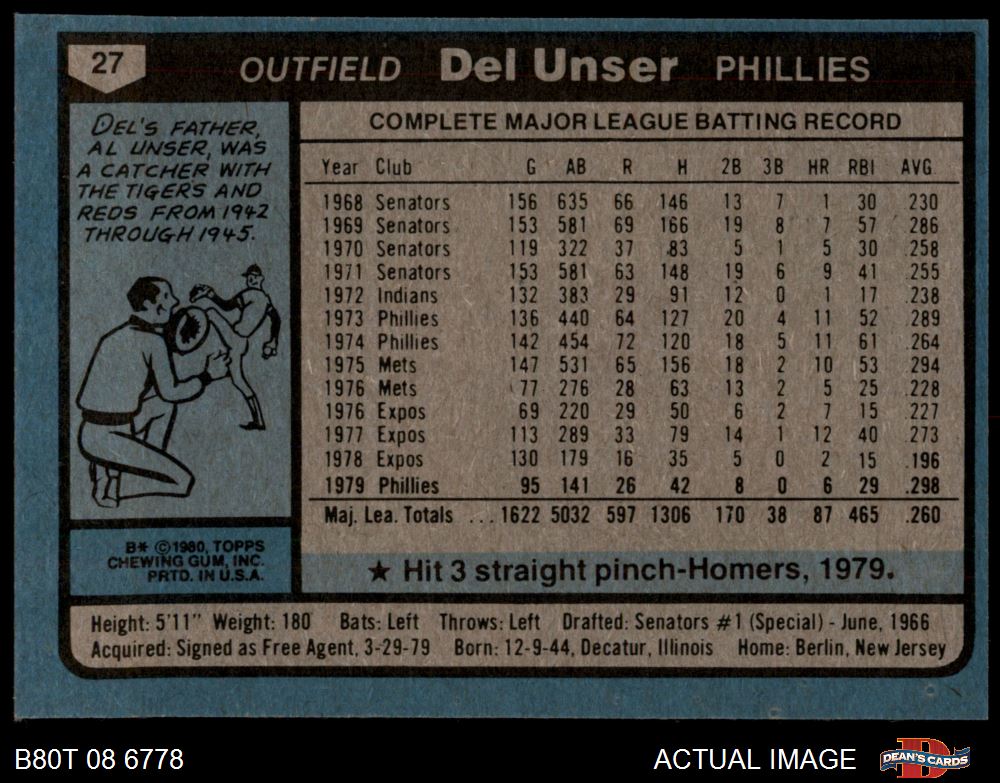 27 OUTFIELD Del Unser PHILLIES
DEL'S FATHER,
AL UNSER, WAS
A CATCHER WITH
THE TIGERS AND
REDS FROM 1942
THROUGH 1945.
COMPLETE MAJOR LEAGUE BATTING RECORD
Year Club G AB R H 2B 3B HR RBI AVG.
1968 Senators 156 635 66 146 13 7 1 30 .230
1969 Senators 153 581 69 166 19 8 7 57 .286
1970 Senators 119 322 37 83 5 1 5 30 .258
1971 Senators 153 581 63 148 19 6 9 41 .255
1972 Indians 132 383 29 91 12 0 1 17 .238
1973 Phillies 136 440 64 127 20 4 11 52 .289
1974 Phillies 142 454 72 120 18 5 11 61 .264
1975 Mets 147 531 65 156 18 2 10 53 .294
1976 Mets 77 276 28 63 13 2 5 25 .228
1976 Expos 69 220 29 50 6 2 7 15 .227
1977 Expos 113 289 33 79 14 1 12 40 .273
1978 Expos 130 179 16 35 5 0 2 15 .196
1979 Phillies 95 141 26 42 8 0 6 29 .298
Maj. Lea. Totals ... 1622 5032 597 1306 170 38 87 465 .260
B* © 1980, TOPPS
CHEWING GUM, INC.
PRTD. IN U.S.A.
★ Hit 3 straight pinch-Homers, 1979.
Height: 5'11" Weight: 180 Bats: Left Throws: Left Drafted: Senators #1 (Special) - June, 1966
Acquired: Signed as Free Agent, 3-29-79 Born: 12-9-44, Decatur, Illinois Home: Berlin, New Jersey
B80T 08 6778
ACTUAL IMAGE
DEAN'S CARDS